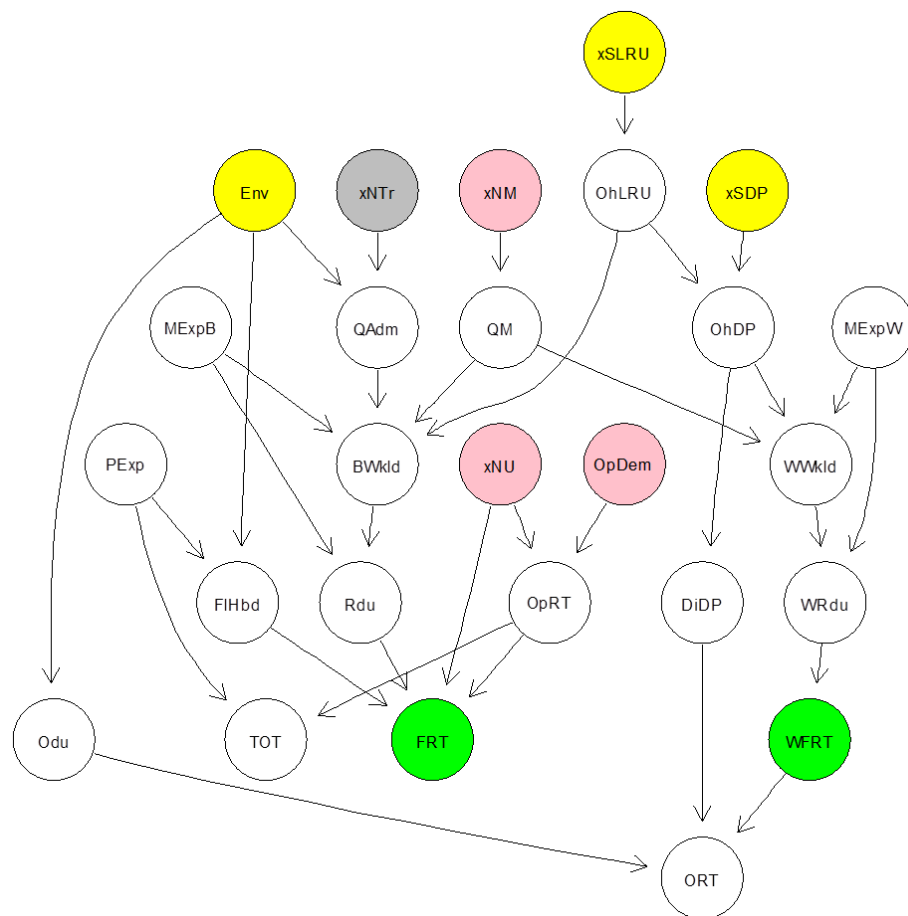 xSLRU
Env
xNTr
xNM
OhLRU
xSDP
MExpB
QAdm
QM
OhDP
MExpW
PExp
BWkld
xNU
OpDem
WWkld
FlHbd
Rdu
OpRT
DiDP
WRdu
Odu
TOT
FRT
WFRT
ORT